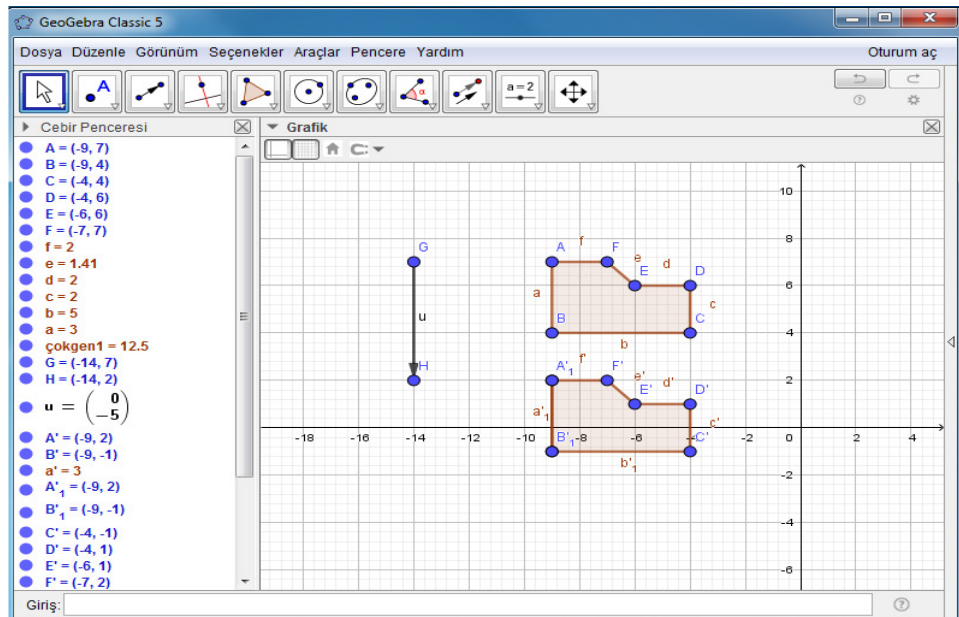 GeoGebra Classic 5
Dosya Düzenle Görünüm Seçenekler Araçlar Pencere Yardım Oturum aç
A α a = 2
Cebir Penceresi
Grafik
A = (-9, 7)
B = (-9, 4)
C = (-4, 4)
D = (-4, 6)
E = (-6, 6)
F = (-7, 7)
f = 2
e = 1.41
d = 2
c = 2
b = 5
a = 3
çokgen1 = 12.5
G = (-14, 7)
H = (-14, 2)
u = (0 -5)
A' = (-9, 2)
B' = (-9, -1)
a' = 3
A'₁ = (-9, 2)
B'₁ = (-9, -1)
C' = (-4, -1)
D' = (-4, 1)
E' = (-6, 1)
F' = (-7, 2)
10
f
G A F 8
e d
E D
6
a c
u B C
4
b
f'
H A'₁ F' 2
e' d'
E' D'
a'₁ c'
B'₁ C'
-18 -16 -14 -12 -10 -8 -6 -4 -2 0 2 4
b'₁
-2
-4
-6
Giriş: